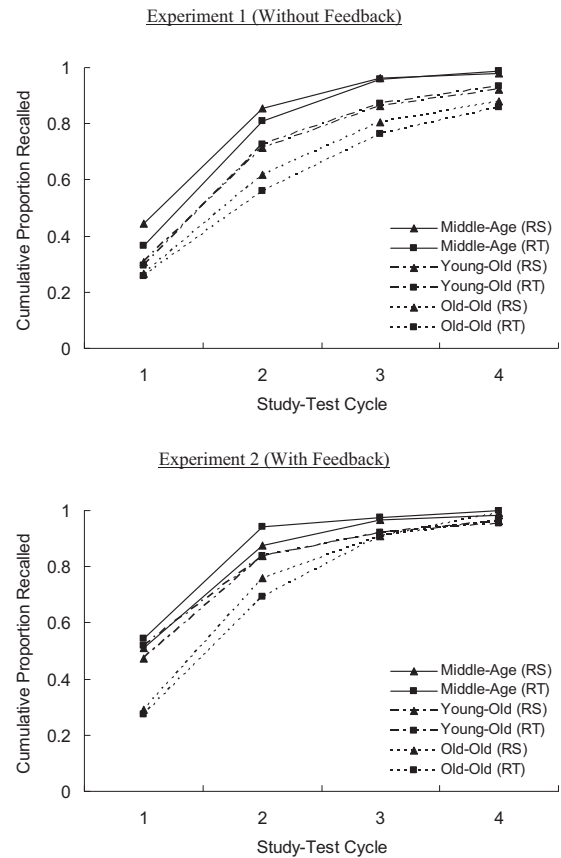 Experiment 1 (Without Feedback)
Cumulative Proportion Recalled
1
0.8
0.6
0.4
0.2
0
Middle-Age (RS)
Middle-Age (RT)
Young-Old (RS)
Young-Old (RT)
Old-Old (RS)
Old-Old (RT)
1 2 3 4
Study-Test Cycle
Experiment 2 (With Feedback)
Cumulative Proportion Recalled
1
0.8
0.6
0.4
0.2
0
Middle-Age (RS)
Middle-Age (RT)
Young-Old (RS)
Young-Old (RT)
Old-Old (RS)
Old-Old (RT)
1 2 3 4
Study-Test Cycle